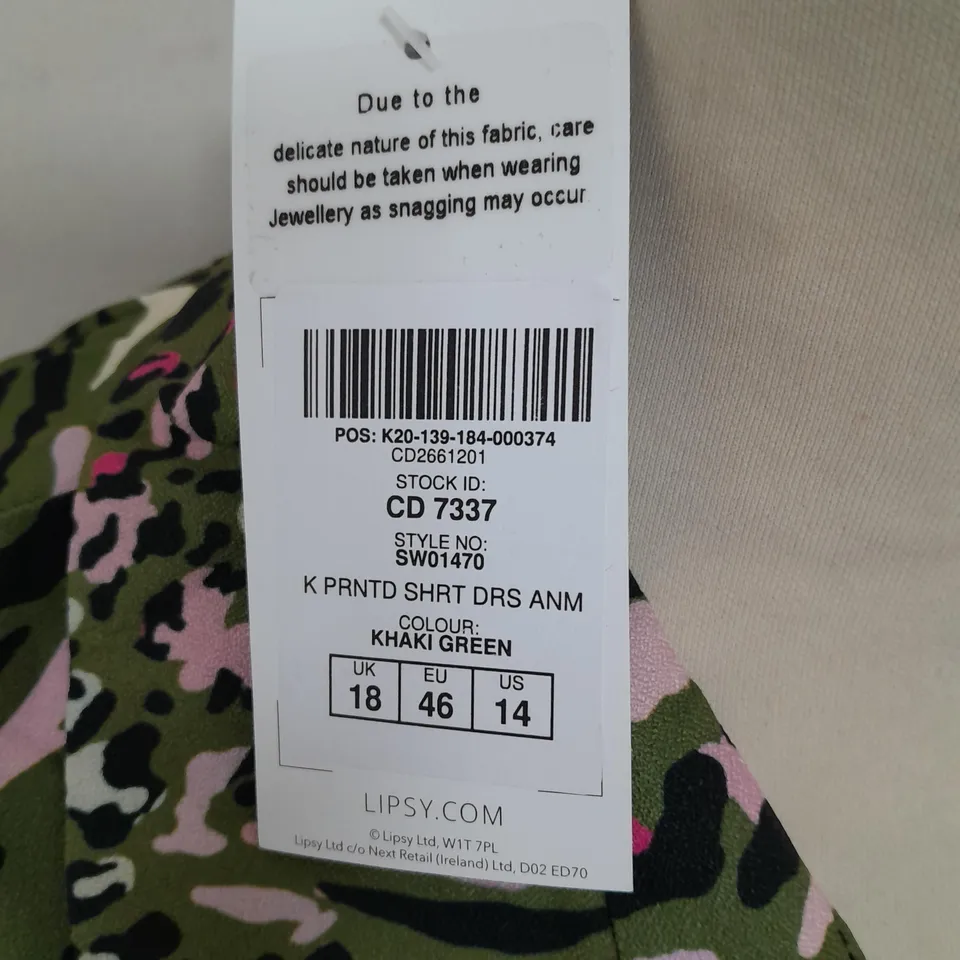 Due to the
delicate nature of this fabric, care
should be taken when wearing
Jewellery as snagging may occur
POS: K20-139-184-000374
CD2661201
STOCK ID:
CD 7337
STYLE NO:
SW01470
K PRNTD SHRT DRS ANM
COLOUR:
KHAKI GREEN
UK EU US
18 46 14
LIPSY.COM
© Lipsy Ltd, W1T 7PL
Lipsy Ltd c/o Next Retail (Ireland) Ltd, D02 ED70